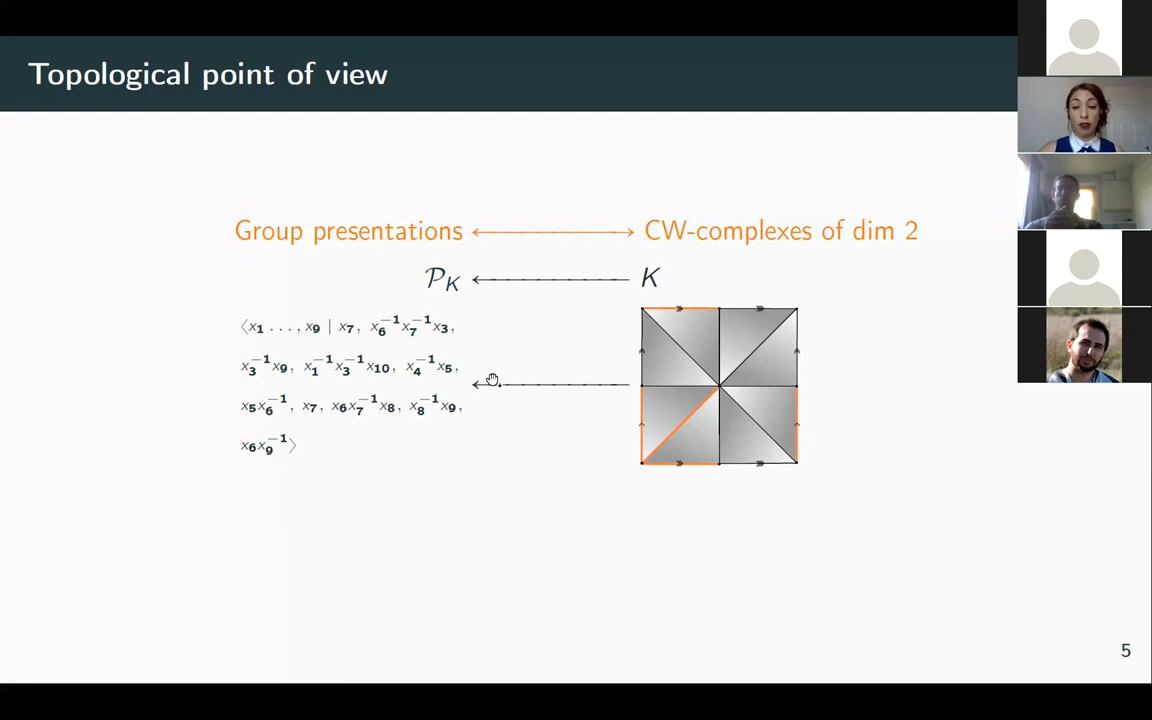 Topological point of view
Group presentations ⟷ CW-complexes of dim 2
𝒫_K ⟵ K
⟨x₁ . . . , x₉ | x₇, x₆⁻¹x₇⁻¹x₃,
x₃⁻¹x₉, x₁⁻¹x₃⁻¹x₁₀, x₄⁻¹x₅,
x₅x₆⁻¹, x₇, x₆x₇⁻¹x₈, x₈⁻¹x₉,
x₆x₉⁻¹⟩
5